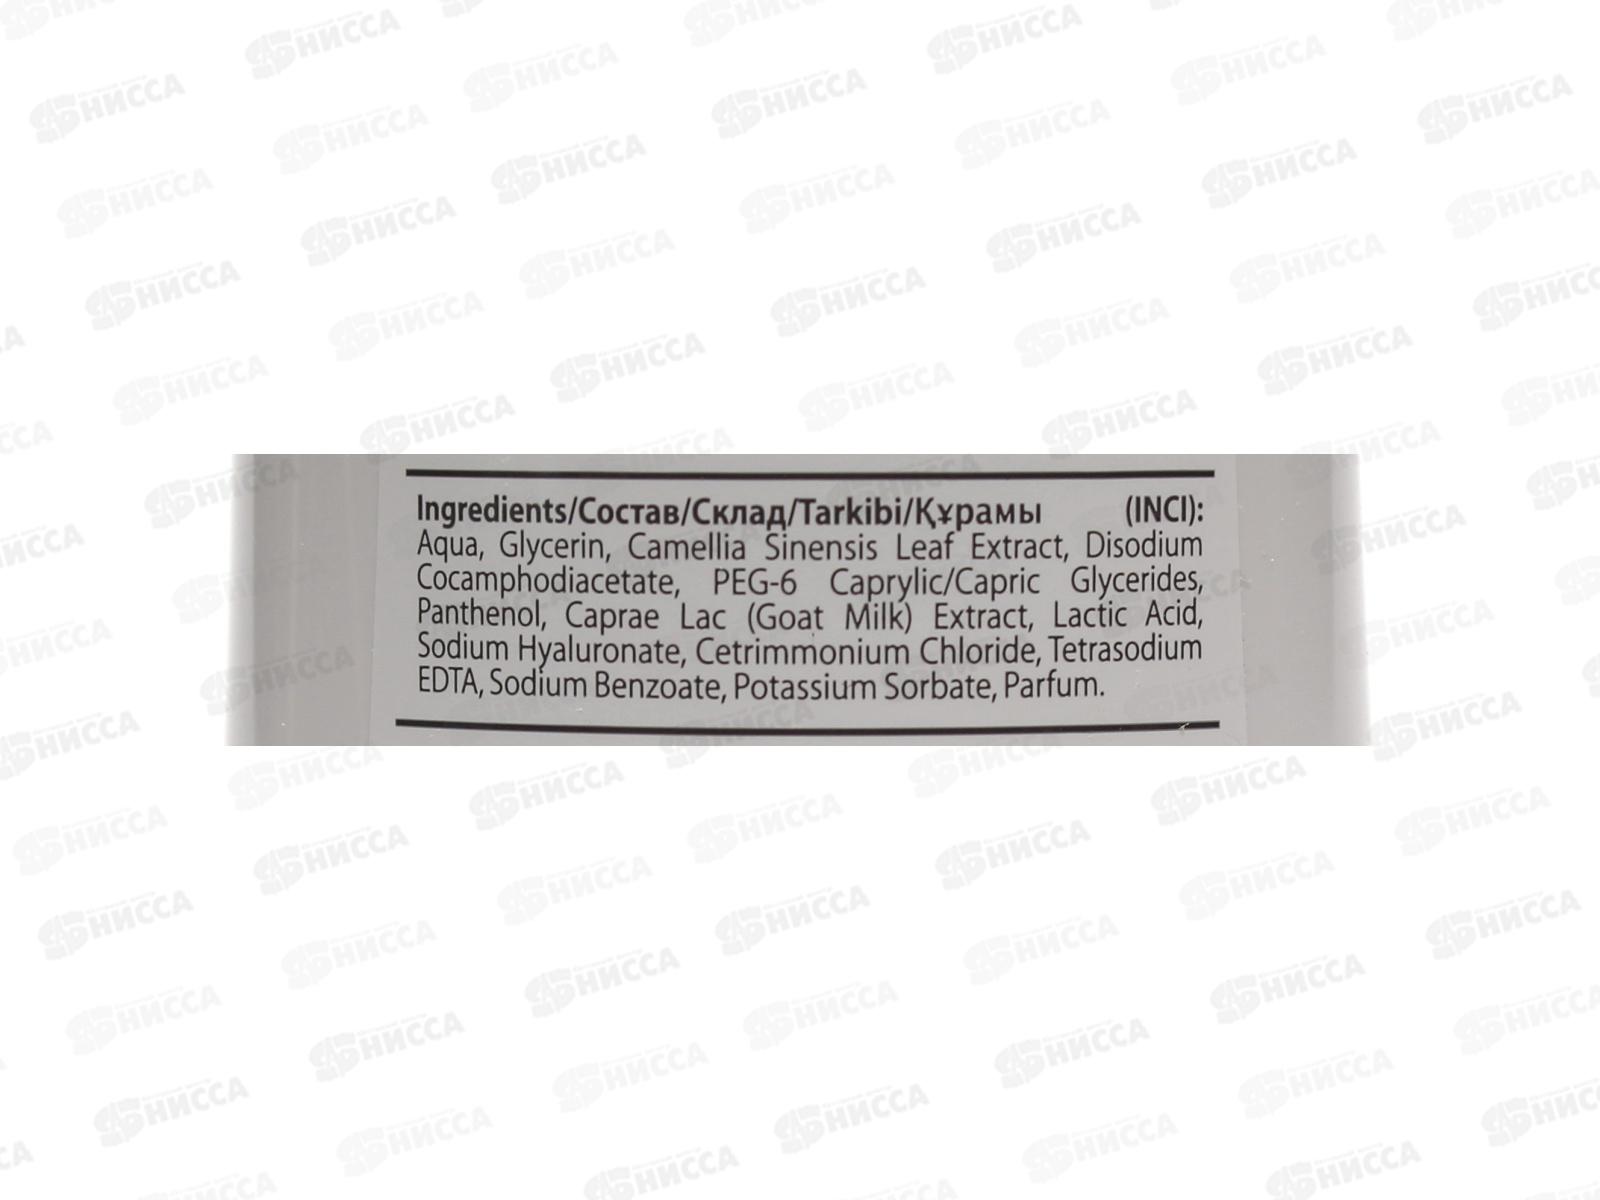 Ingredients/Состав/Склад/Tarkibi/Құрамы (INCI):
Aqua, Glycerin, Camellia Sinensis Leaf Extract, Disodium
Cocamphodiacetate, PEG-6 Caprylic/Capric Glycerides,
Panthenol, Caprae Lac (Goat Milk) Extract, Lactic Acid,
Sodium Hyaluronate, Cetrimmonium Chloride, Tetrasodium
EDTA, Sodium Benzoate, Potassium Sorbate, Parfum.